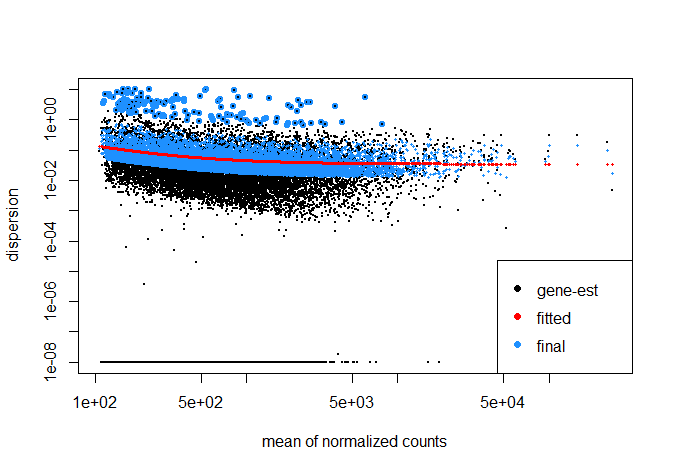 dispersion
1e+00
1e-02
1e-04
1e-06
1e-08
gene-est
fitted
final
1e+02
5e+02
5e+03
5e+04
mean of normalized counts